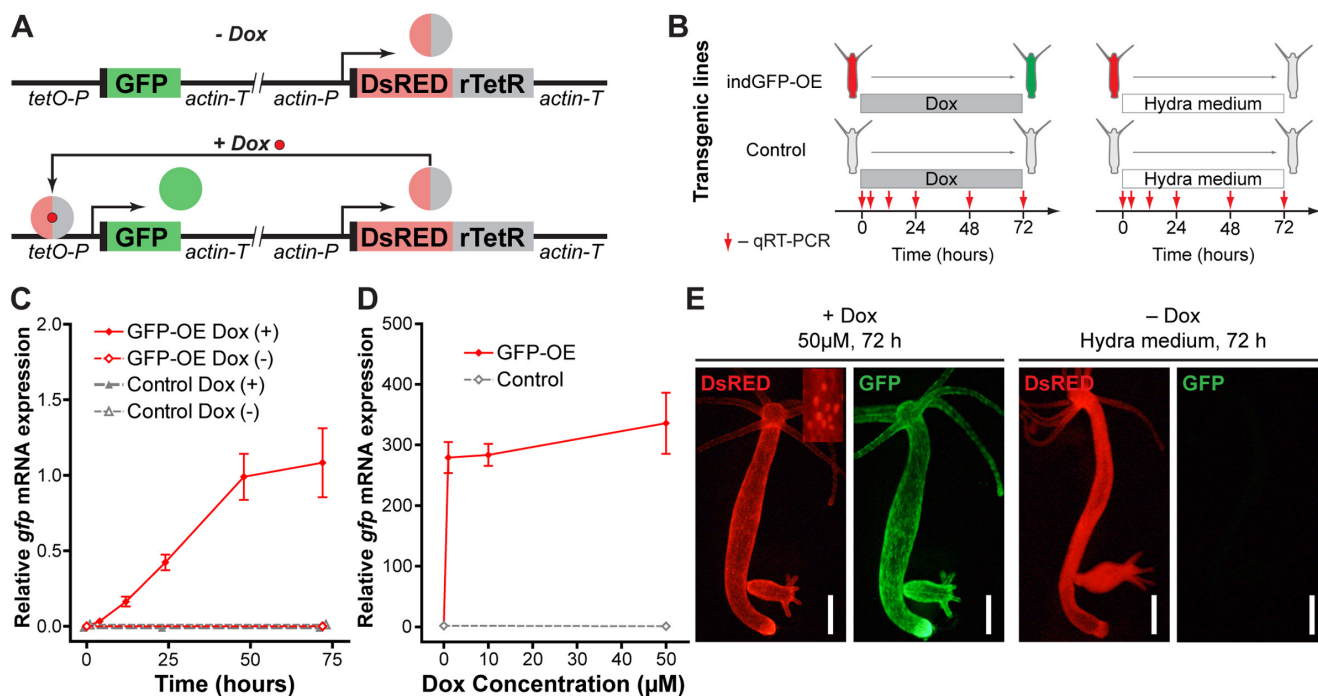 A
- Dox
GFP
DsRED rTetR
tetO-P
actin-T
actin-P
actin-T
+ Dox
GFP
DsRED rTetR
tetO-P
actin-T
actin-P
actin-T
B
Transgenic lines
indGFP-OE
Dox
Hydra medium
Control
Dox
Hydra medium
0 24 48 72
0 24 48 72
– qRT-PCR
Time (hours)
Time (hours)
C
Relative gfp mRNA expression
2.0
1.5
1.0
0.5
0.0
GFP-OE Dox (+)
GFP-OE Dox (-)
Control Dox (+)
Control Dox (-)
0 25 50 75
Time (hours)
D
Relative gfp mRNA expression
500
400
300
200
100
0
GFP-OE
Control
0 10 20 30 40 50
Dox Concentration (µM)
E
+ Dox
50µM, 72 h
– Dox
Hydra medium, 72 h
DsRED
GFP
DsRED
GFP